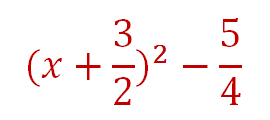 (x + 3/2)² − 5/4